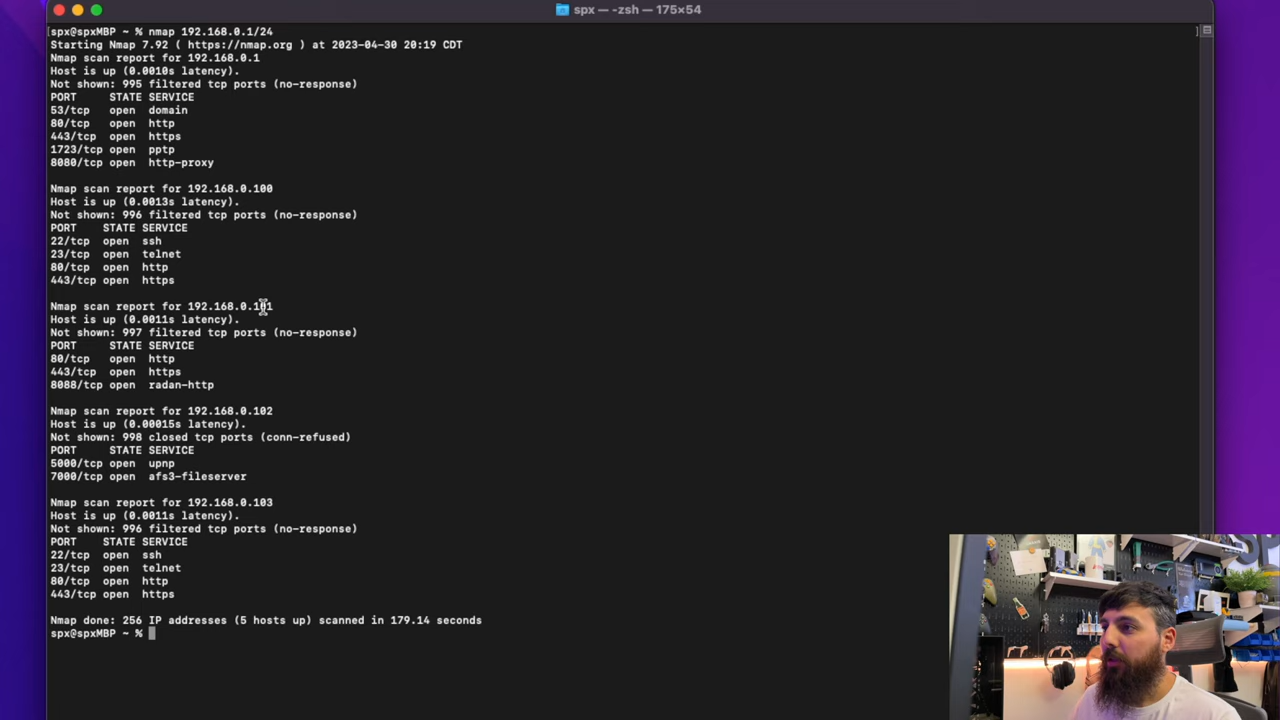 spx — -zsh — 175×54
[spx@spxMBP ~ % nmap 192.168.0.1/24 ]
Starting Nmap 7.92 ( https://nmap.org ) at 2023-04-30 20:19 CDT
Nmap scan report for 192.168.0.1
Host is up (0.0010s latency).
Not shown: 995 filtered tcp ports (no-response)
PORT     STATE SERVICE
53/tcp   open  domain
80/tcp   open  http
443/tcp  open  https
1723/tcp open  pptp
8080/tcp open  http-proxy
Nmap scan report for 192.168.0.100
Host is up (0.0013s latency).
Not shown: 996 filtered tcp ports (no-response)
PORT    STATE SERVICE
22/tcp  open  ssh
23/tcp  open  telnet
80/tcp  open  http
443/tcp open  https
Nmap scan report for 192.168.0.101
Host is up (0.0011s latency).
Not shown: 997 filtered tcp ports (no-response)
PORT     STATE SERVICE
80/tcp   open  http
443/tcp  open  https
8088/tcp open  radan-http
Nmap scan report for 192.168.0.102
Host is up (0.00015s latency).
Not shown: 998 closed tcp ports (conn-refused)
PORT     STATE SERVICE
5000/tcp open  upnp
7000/tcp open  afs3-fileserver
Nmap scan report for 192.168.0.103
Host is up (0.0011s latency).
Not shown: 996 filtered tcp ports (no-response)
PORT    STATE SERVICE
22/tcp  open  ssh
23/tcp  open  telnet
80/tcp  open  http
443/tcp open  https
Nmap done: 256 IP addresses (5 hosts up) scanned in 179.14 seconds
spx@spxMBP ~ %